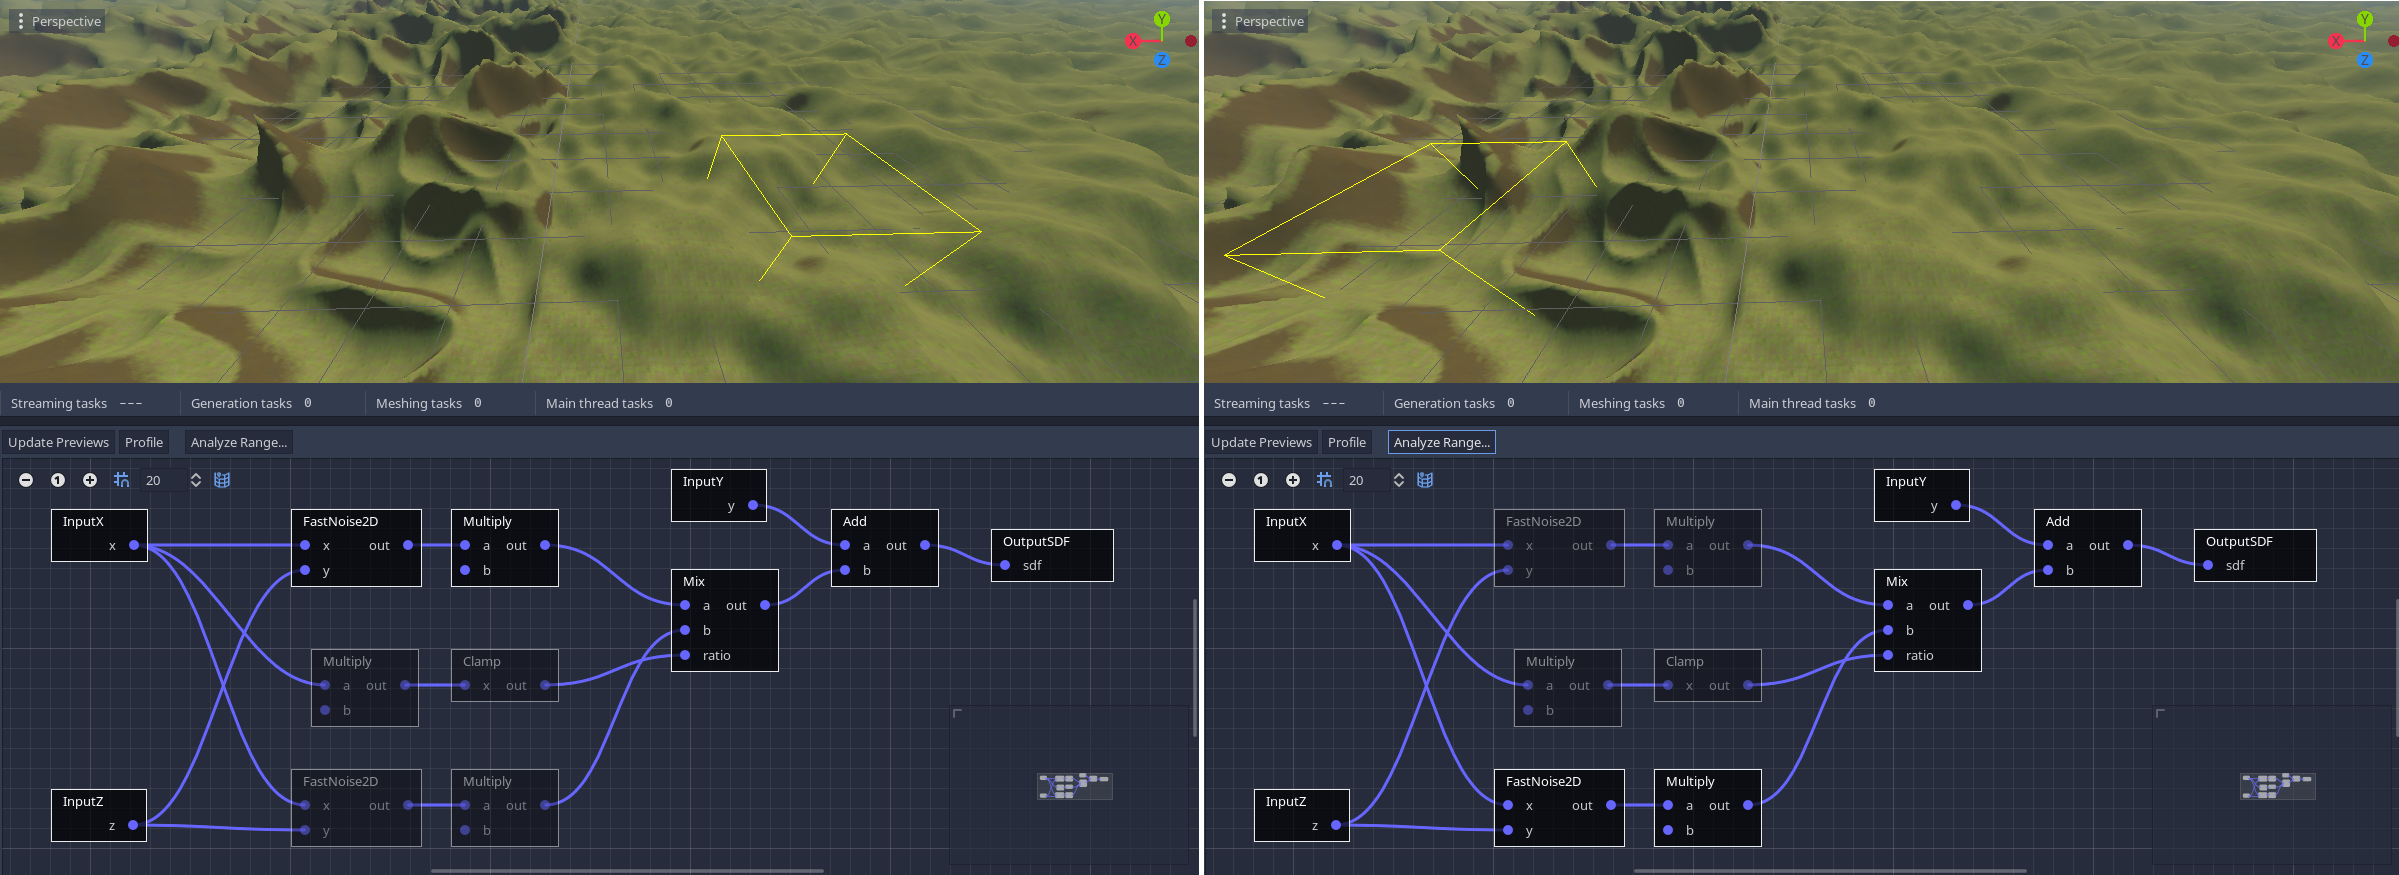 Perspective
Y
X
Z
Streaming tasks --- Generation tasks 0 Meshing tasks 0 Main thread tasks 0
Update Previews Profile Analyze Range...
1 20
InputY
y
InputX
x
FastNoise2D
x out
y
Multiply
a out
b
Add
a out
b
OutputSDF
sdf
Mix
a out
b
ratio
Multiply
a out
b
Clamp
x out
FastNoise2D
x out
y
Multiply
a out
b
InputZ
z
Perspective
Y
X
Z
Streaming tasks --- Generation tasks 0 Meshing tasks 0 Main thread tasks 0
Update Previews Profile Analyze Range...
1 20
InputY
y
InputX
x
FastNoise2D
x out
y
Multiply
a out
b
Add
a out
b
OutputSDF
sdf
Mix
a out
b
ratio
Multiply
a out
b
Clamp
x out
FastNoise2D
x out
y
Multiply
a out
b
InputZ
z